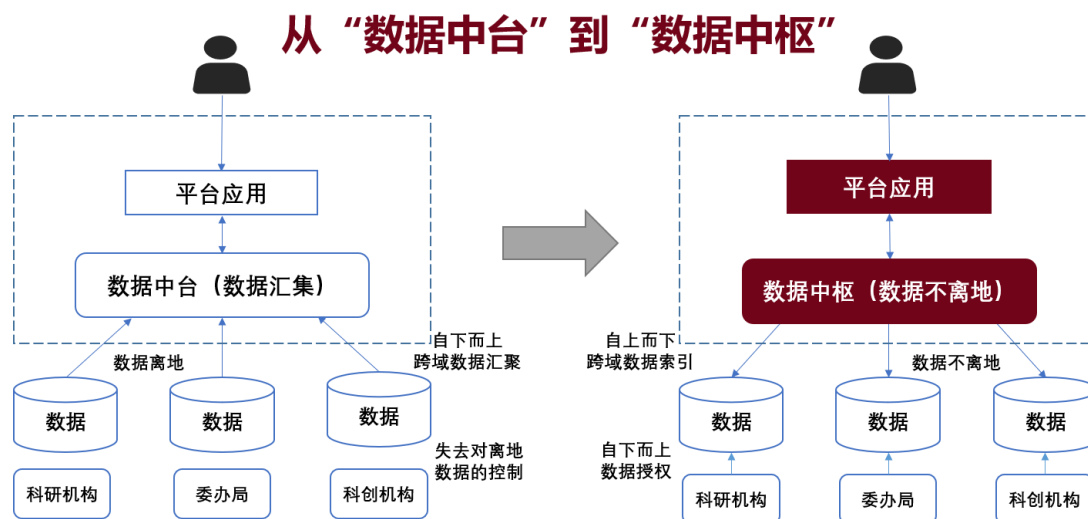 从“数据中台”到“数据中枢”
平台应用
数据中台（数据汇集）
数据离地
自下而上
跨域数据汇聚
数据
数据
数据
失去对离地
数据的控制
科研机构
委办局
科创机构
平台应用
数据中枢（数据不离地）
自上而下
跨域数据索引
数据不离地
数据
数据
数据
自下而上
数据授权
科研机构
委办局
科创机构